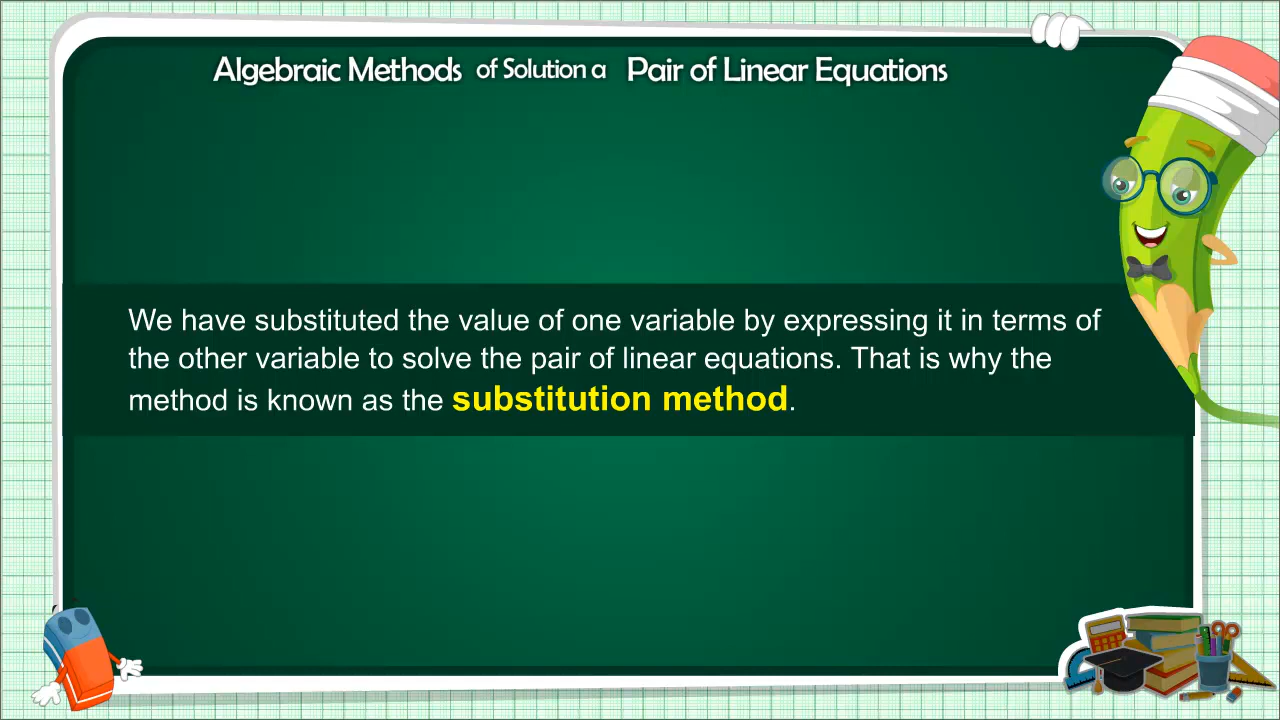 Algebraic Methods of Solution a Pair of Linear Equations
We have substituted the value of one variable by expressing it in terms of
the other variable to solve the pair of linear equations. That is why the
method is known as the substitution method.